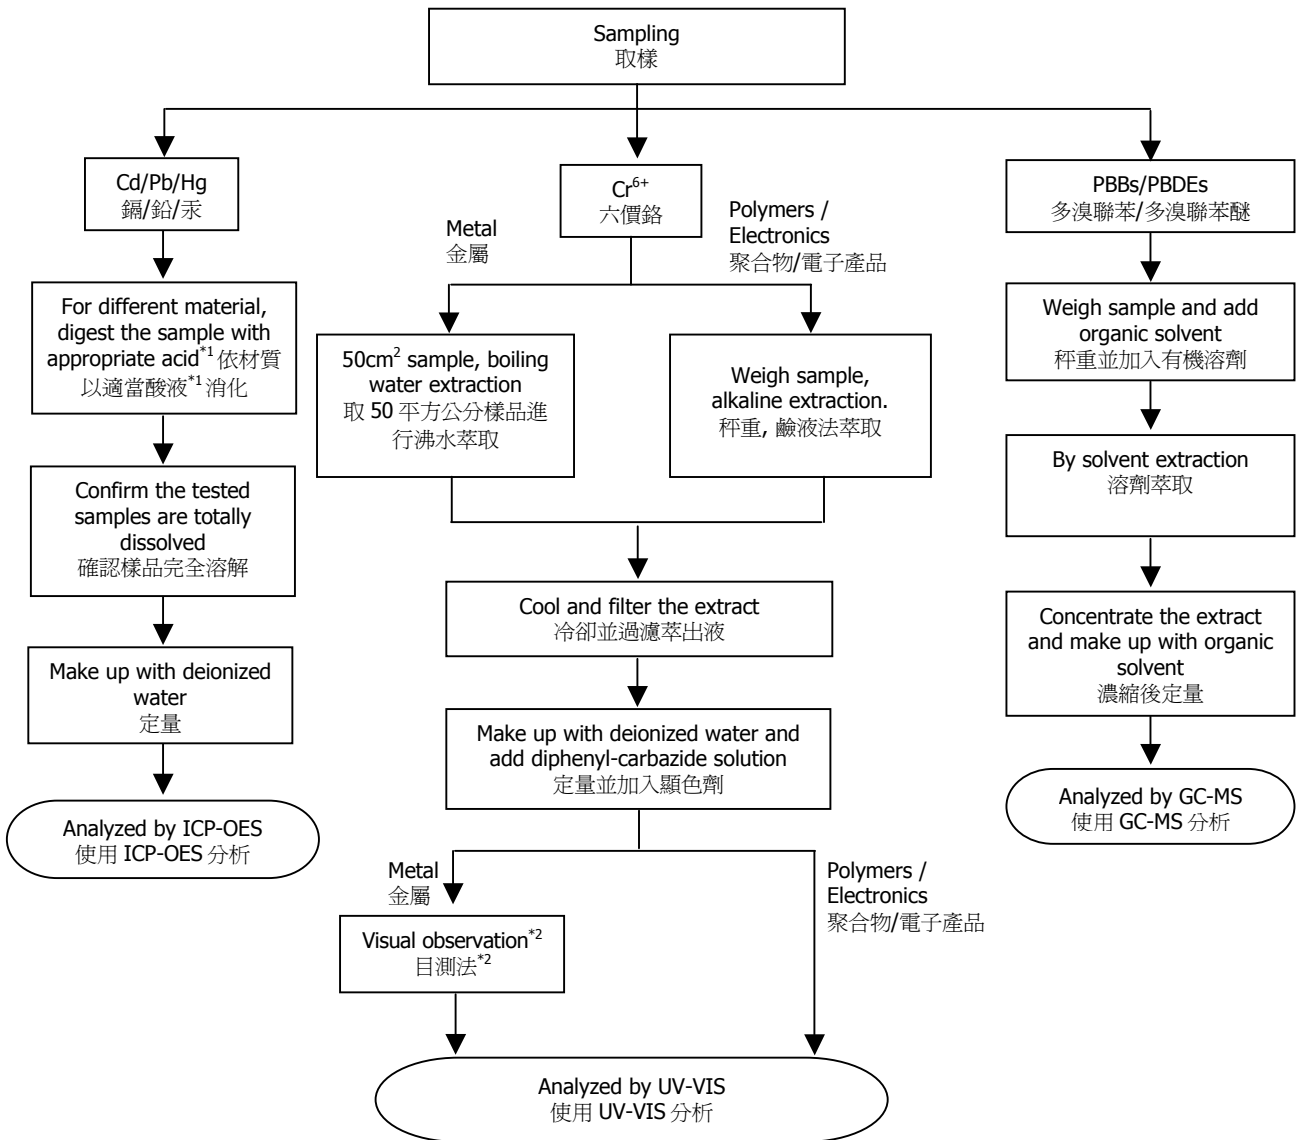 Sampling
取樣
Cd/Pb/Hg
鎘/鉛/汞
For different material,
digest the sample with
appropriate acid*1 依材質
以適當酸液*1 消化
Confirm the tested
samples are totally
dissolved
確認樣品完全溶解
Make up with deionized
water
定量
Analyzed by ICP-OES
使用 ICP-OES 分析
Cr6+
六價鉻
Metal
金屬
Polymers /
Electronics
聚合物/電子產品
50cm2 sample, boiling
water extraction
取 50 平方公分樣品進
行沸水萃取
Weigh sample,
alkaline extraction.
秤重, 鹼液法萃取
Cool and filter the extract
冷卻並過濾萃出液
Make up with deionized water and
add diphenyl-carbazide solution
定量並加入顯色劑
Metal
金屬
Polymers /
Electronics
聚合物/電子產品
Visual observation*2
目測法*2
Analyzed by UV-VIS
使用 UV-VIS 分析
PBBs/PBDEs
多溴聯苯/多溴聯苯醚
Weigh sample and add
organic solvent
秤重並加入有機溶劑
By solvent extraction
溶劑萃取
Concentrate the extract
and make up with organic
solvent
濃縮後定量
Analyzed by GC-MS
使用 GC-MS 分析